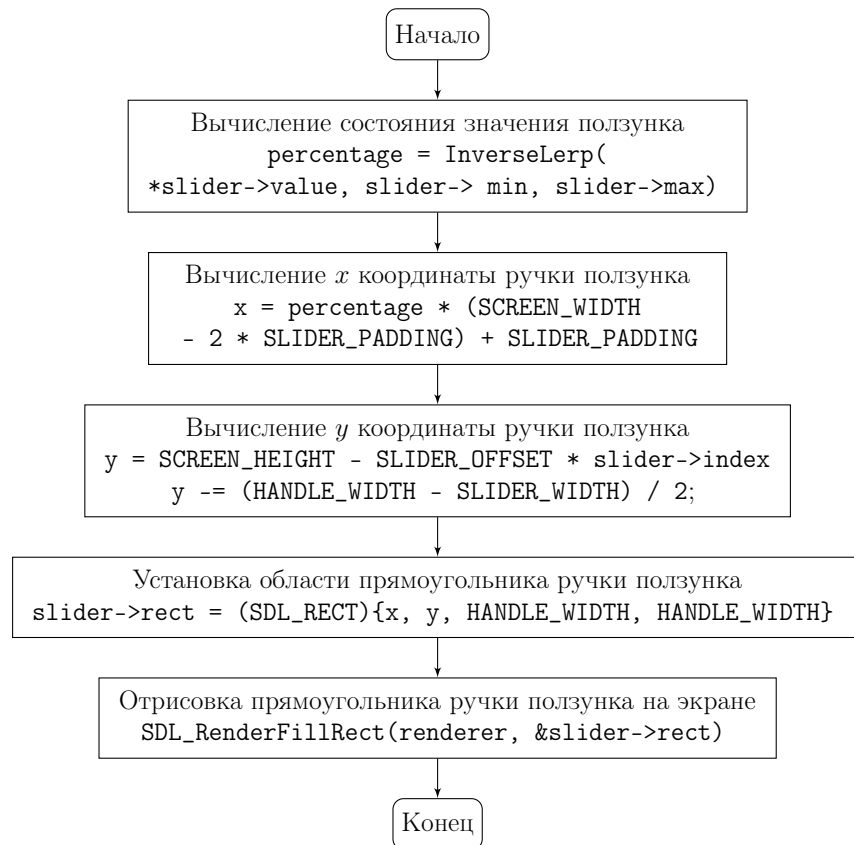 Начало
Вычисление состояния значения ползунка
percentage = InverseLerp(
*slider->value, slider-> min, slider->max)
Вычисление x координаты ручки ползунка
x = percentage * (SCREEN_WIDTH
- 2 * SLIDER_PADDING) + SLIDER_PADDING
Вычисление y координаты ручки ползунка
y = SCREEN_HEIGHT - SLIDER_OFFSET * slider->index
y -= (HANDLE_WIDTH - SLIDER_WIDTH) / 2;
Установка области прямоугольника ручки ползунка
slider->rect = (SDL_RECT){x, y, HANDLE_WIDTH, HANDLE_WIDTH}
Отрисовка прямоугольника ручки ползунка на экране
SDL_RenderFillRect(renderer, &slider->rect)
Конец